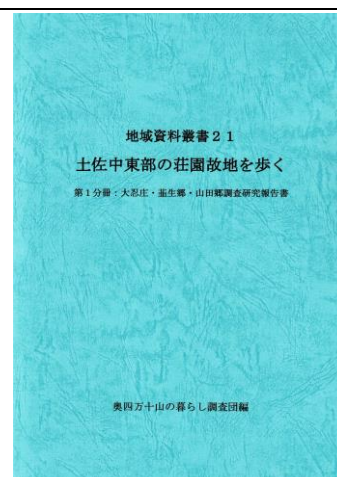 地域資料叢書21
土佐中東部の荘園故地を歩く
第1分冊：大忍庄・韮生郷・山田郷調査研究報告書
奥四万十山の暮らし調査団編